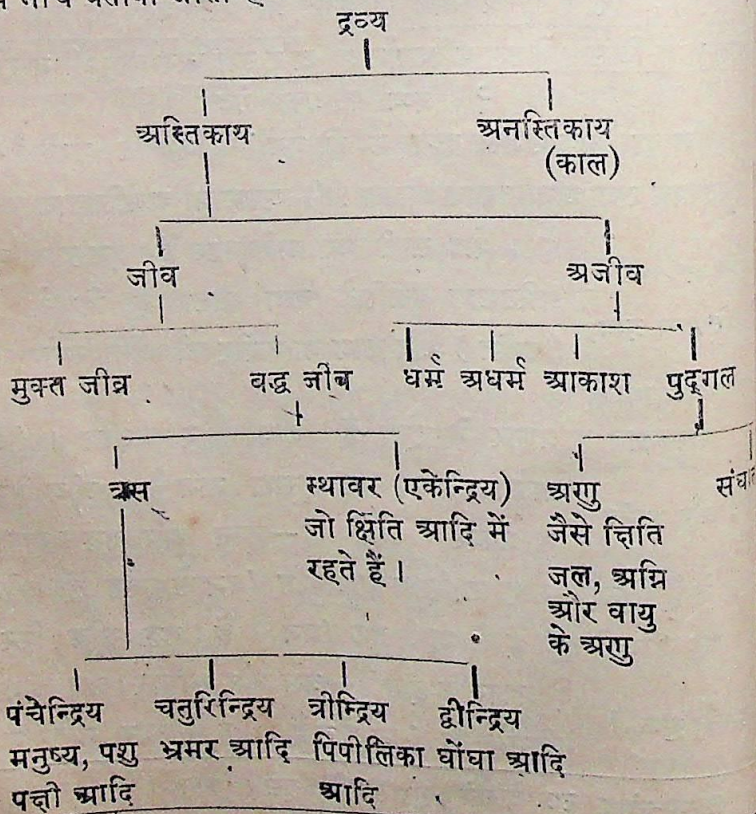 द्रव्य
अस्तिकाय अनस्तिकाय
(काल)
जीव अजीव
मुक्त जीव वद्ध जीव धर्म अधर्म आकाश पुद्गल
त्रस स्थावर (एकेन्द्रिय) अणु
जो क्षिति आदि में जैसे क्षिति
रहते हैं। जल, अग्नि
और वायु
के अणु
पंचेन्द्रिय चतुरिन्द्रिय त्रीन्द्रिय द्वीन्द्रिय
मनुष्य, पशु भ्रमर आदि पिपीलिका घोंघा आदि
पक्षी आदि आदि